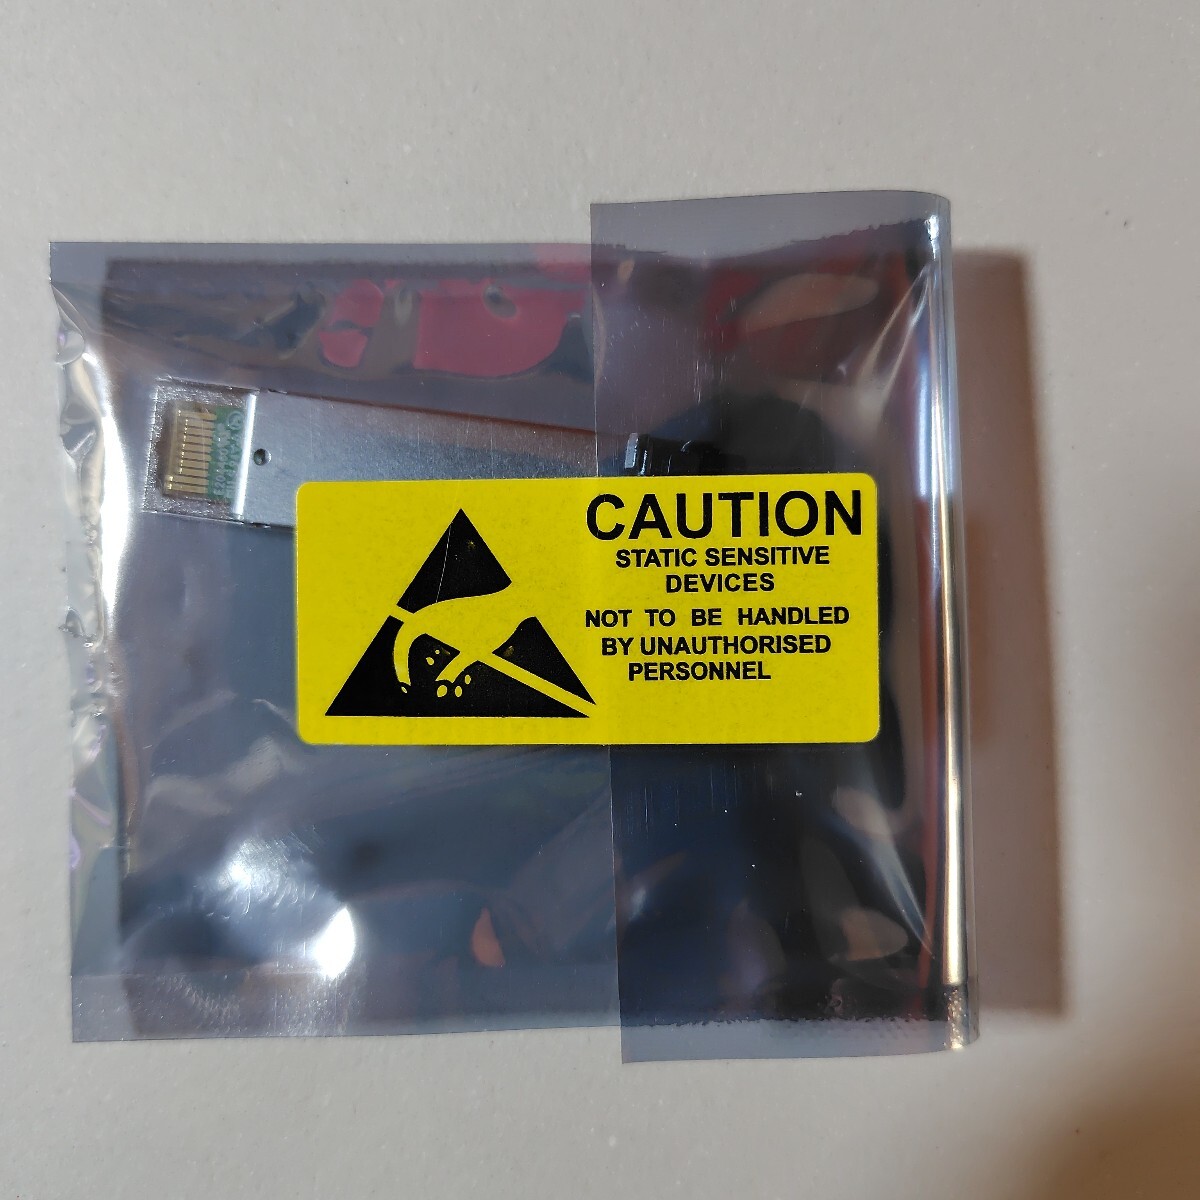 CAUTION
STATIC SENSITIVE
DEVICES
NOT TO BE HANDLED
BY UNAUTHORISED
PERSONNEL